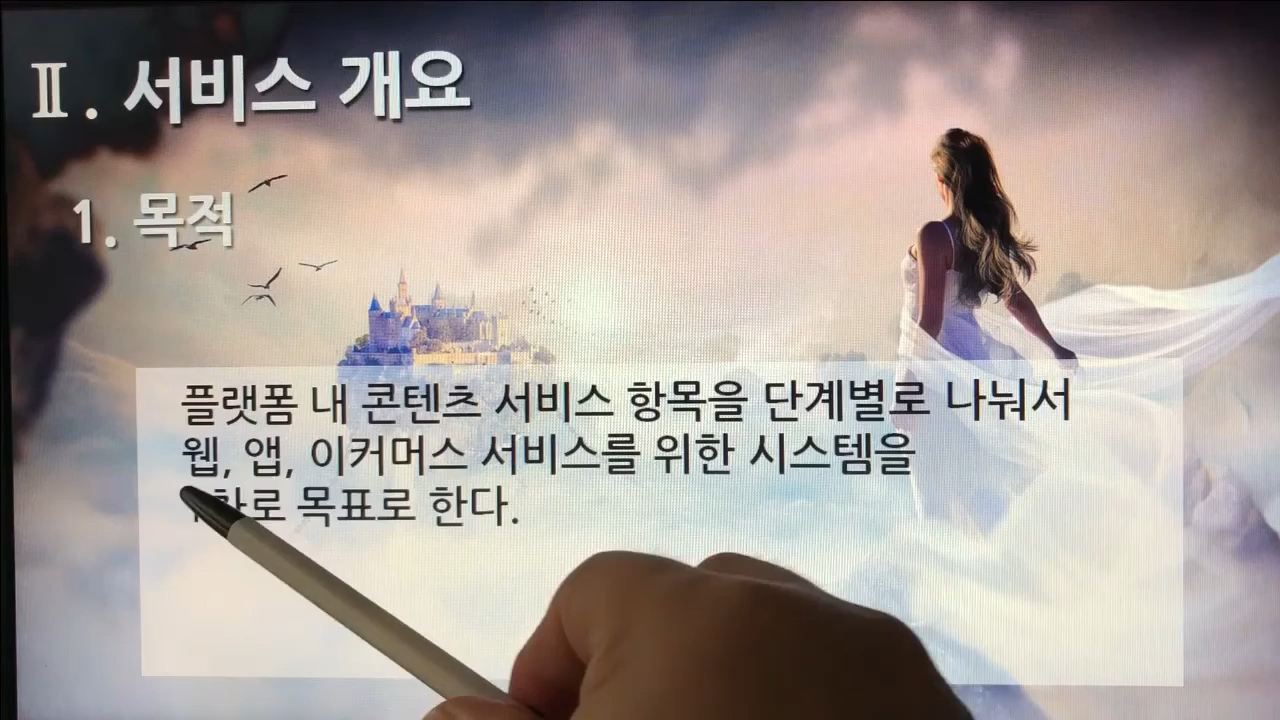 Ⅱ. 서비스 개요
1. 목적
플랫폼 내 콘텐츠 서비스 항목을 단계별로 나눠서
웹, 앱, 이커머스 서비스를 위한 시스템을
목표로 한다.